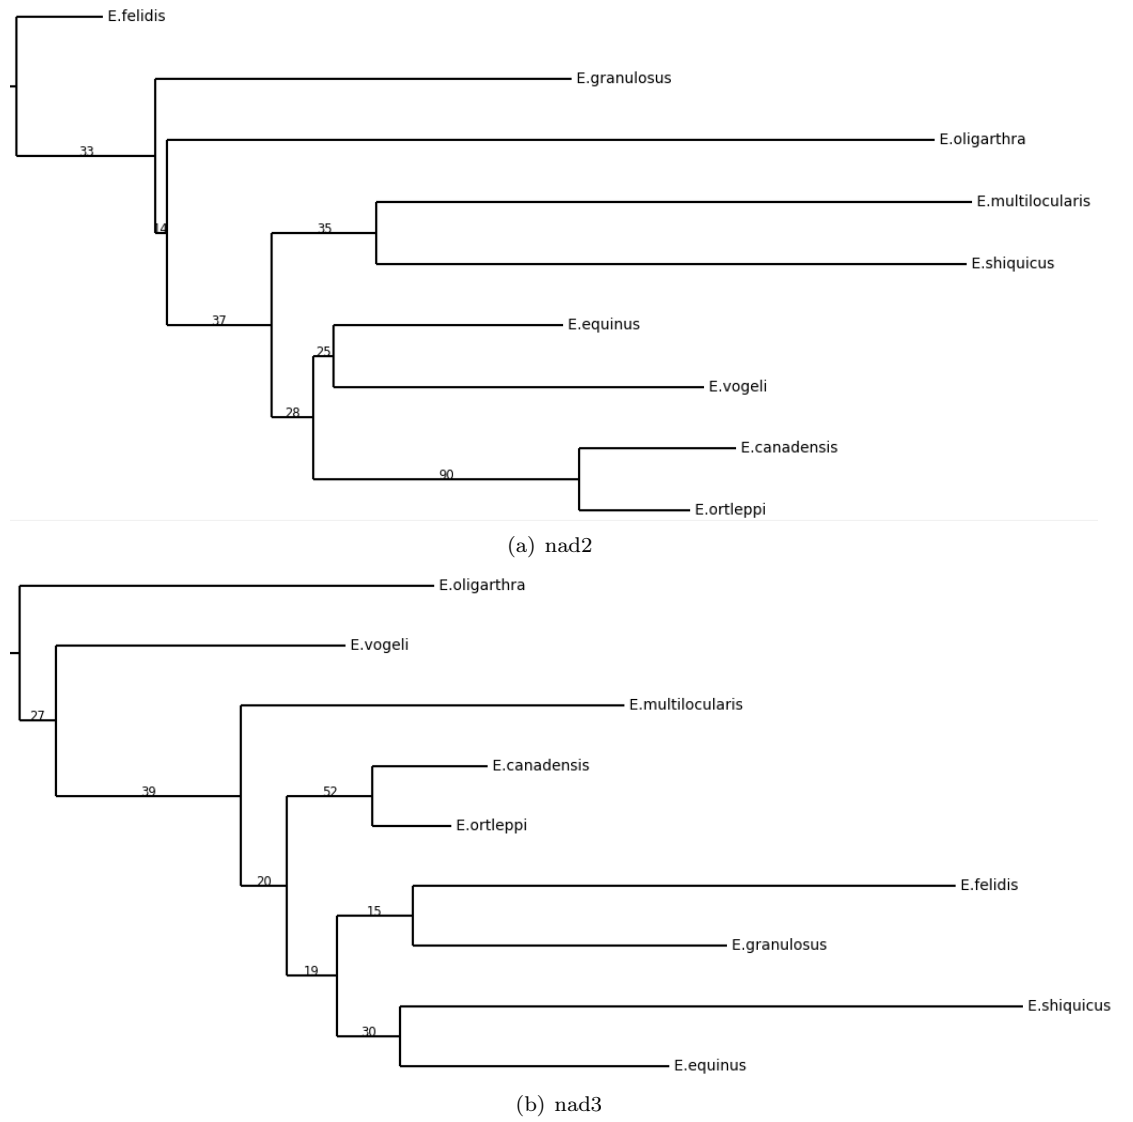 E.felidis
E.granulosus
E.oligarthra
33
E.multilocularis
14
35
E.shiquicus
37
E.equinus
25
E.vogeli
28
E.canadensis
90
E.ortleppi
(a) nad2
E.oligarthra
E.vogeli
E.multilocularis
27
E.canadensis
39
52
E.ortleppi
20
E.felidis
15
E.granulosus
19
E.shiquicus
30
E.equinus
(b) nad3